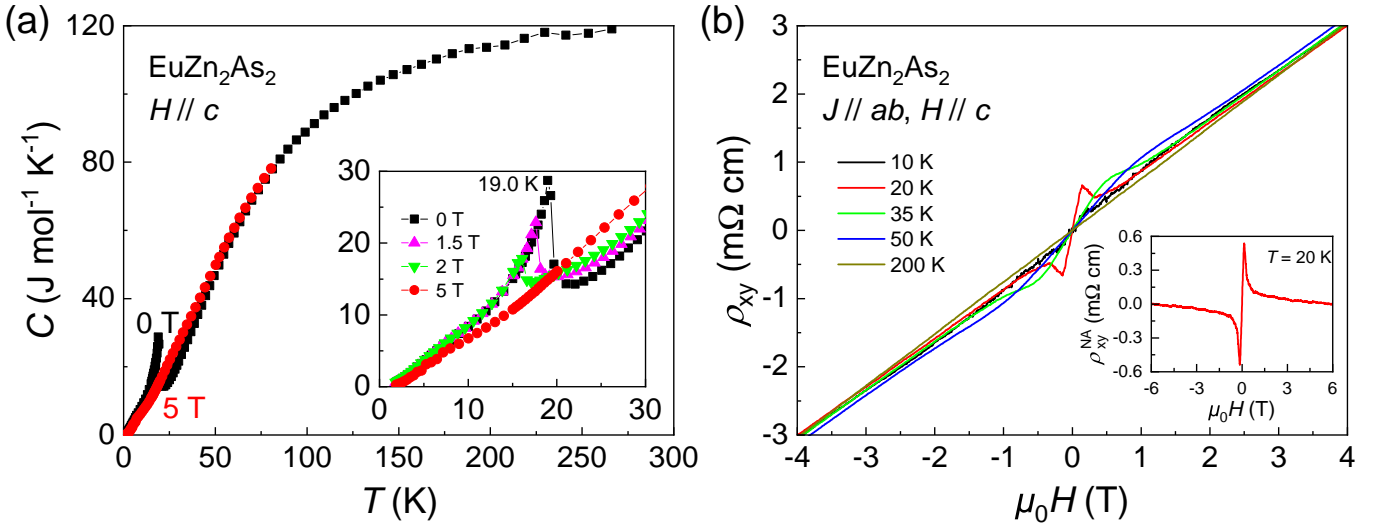 (a)
120
80
40
0
C (J mol⁻¹ K⁻¹)
EuZn₂As₂
H // c
0 T
5 T
0 50 100 150 200 250 300
T (K)
30
25
20
15
10
5
0
19.0 K
0 T
1.5 T
2 T
5 T
0 10 20 30
(b)
3
2
1
0
-1
-2
-3
ρxy (mΩ cm)
EuZn₂As₂
J // ab, H // c
10 K
20 K
35 K
50 K
200 K
-4 -3 -2 -1 0 1 2 3 4
μ₀H (T)
0.6
0.3
0.0
-0.3
-0.6
ρxyᴺᴬ (mΩ cm)
T = 20 K
-6 -3 0 3 6
μ₀H (T)